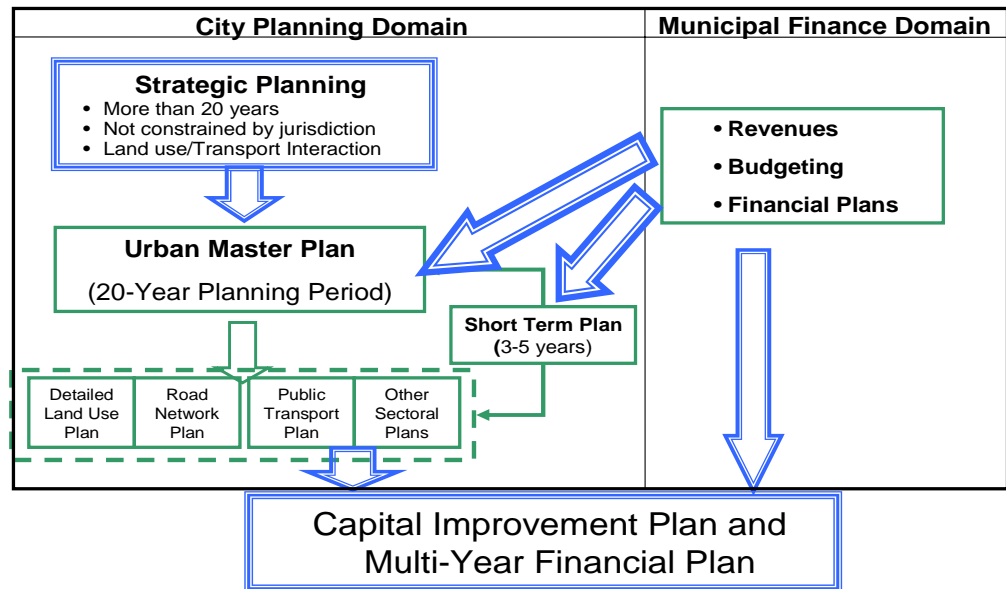 City Planning Domain
Municipal Finance Domain
Strategic Planning
• More than 20 years
• Not constrained by jurisdiction
• Land use/Transport Interaction
• Revenues
• Budgeting
• Financial Plans
Urban Master Plan
(20-Year Planning Period)
Short Term Plan
(3-5 years)
Detailed
Land Use
Plan
Road
Network
Plan
Public
Transport
Plan
Other
Sectoral
Plans
Capital Improvement Plan and
Multi-Year Financial Plan